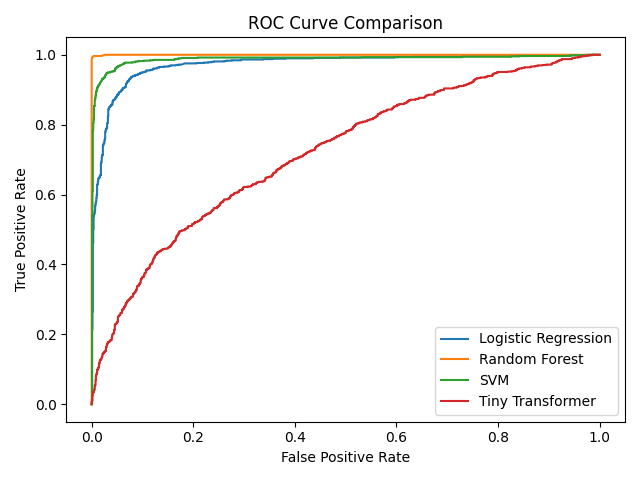 ROC Curve Comparison
True Positive Rate
1.0
0.8
0.6
0.4
0.2
0.0
Logistic Regression
Random Forest
SVM
Tiny Transformer
0.0 0.2 0.4 0.6 0.8 1.0
False Positive Rate